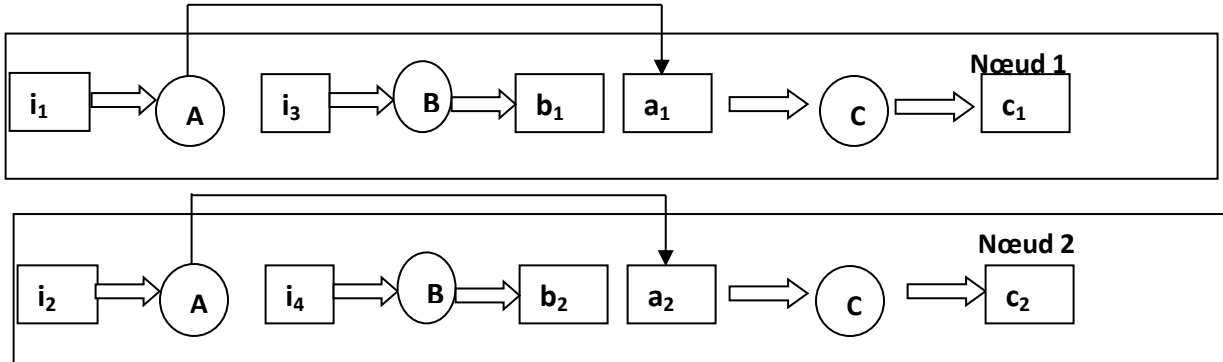 Nœud 1
i₁ A i₃ B b₁ a₁ C c₁
Nœud 2
i₂ A i₄ B b₂ a₂ C c₂